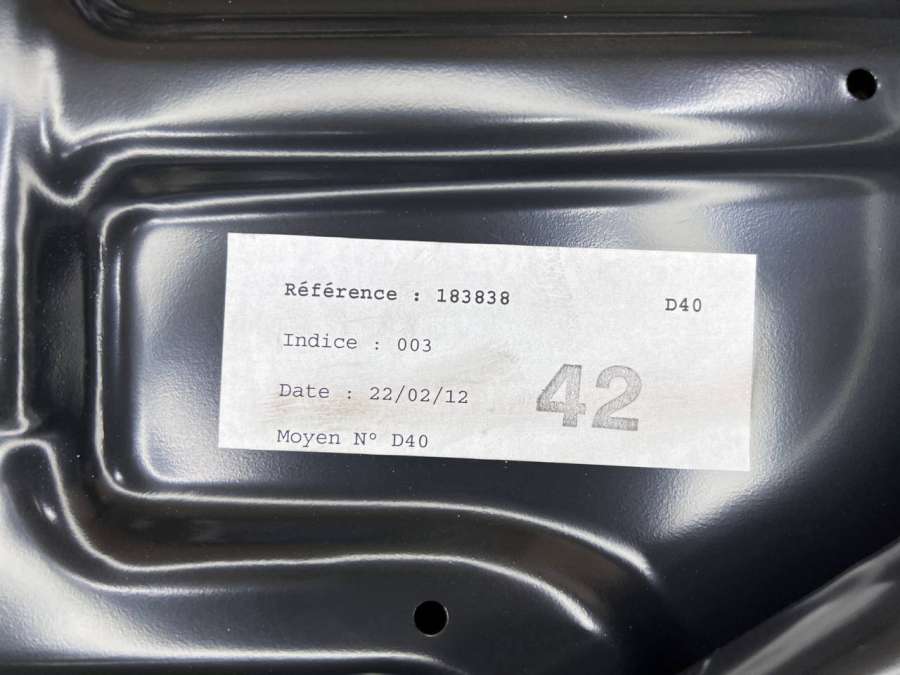 Référence : 183838 D40
Indice : 003
Date : 22/02/12
42
Moyen N° D40